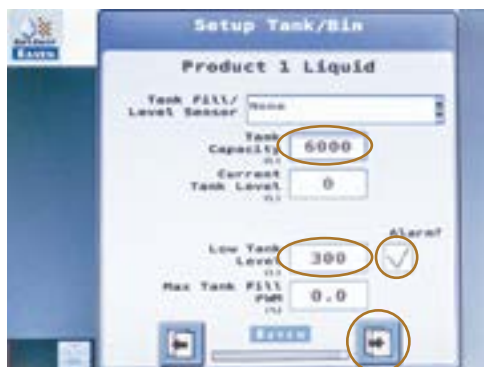 Setup Tank/Bin
RAVEN
Product 1 Liquid
Tank Fill/
Level Sensor
None
Tank
Capacity
6000
Current
Tank Level
0
Alarm?
Low Tank
Level
300
Max Tank Fill
PWM
0.0
RAVEN